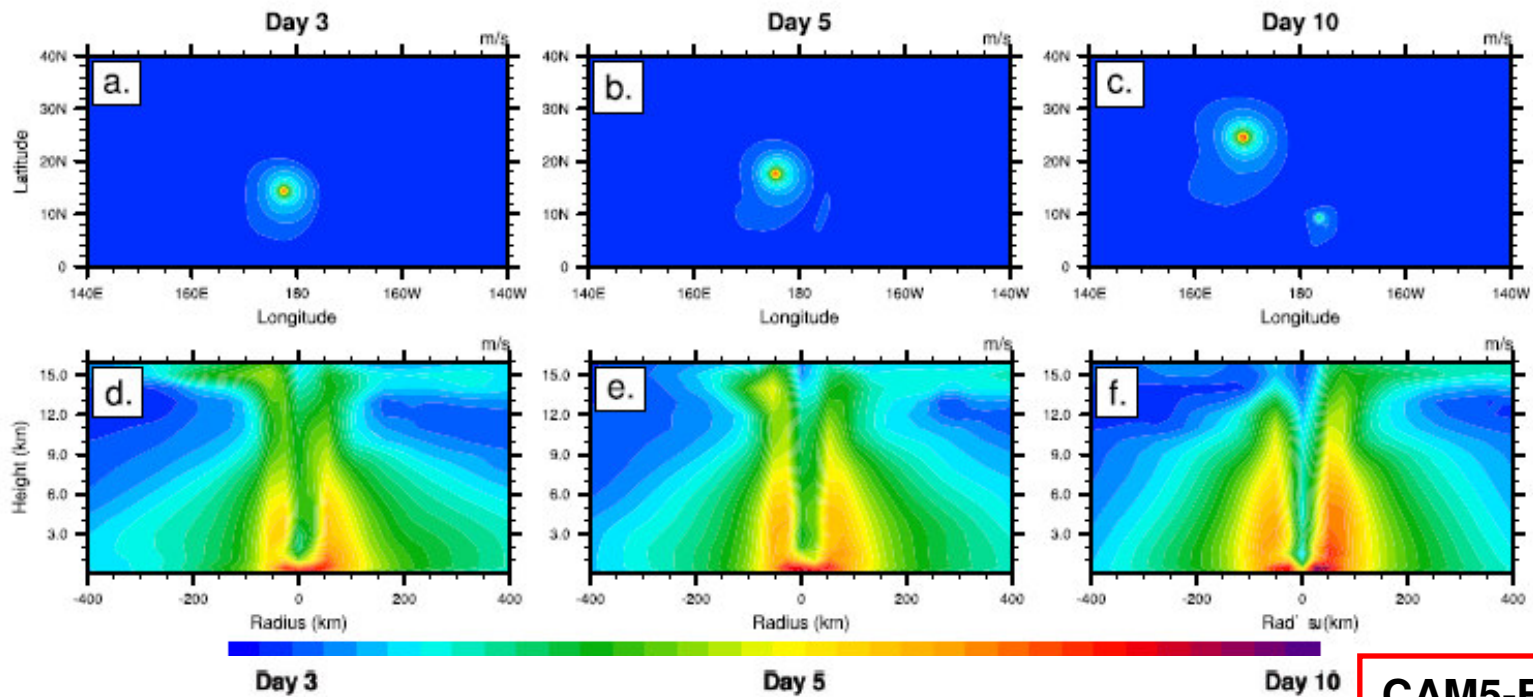 Day 3 Day 5 Day 10
m/s m/s m/s
a. b. c.
40N 40N 40N
30N 30N 30N
20N 20N 20N
10N 10N 10N
0 0 0
Latitude
140E 160E 180 160W 140W 140E 160E 180 160W 140W 140E 160E 180 160W 140W
Longitude Longitude Longitude
m/s m/s m/s
d. e. f.
15.0 15.0 15.0
12.0 12.0 12.0
9.0 9.0 9.0
6.0 6.0 6.0
3.0 3.0 3.0
Height (km)
-400 -200 0 200 400 -400 -200 0 200 400 -400 -200 0 200 400
Radius (km) Radius (km) (km)
Day 3 Day 5 Day 10